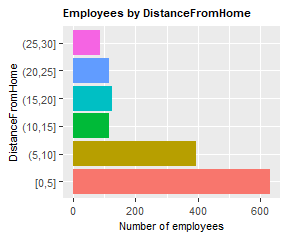 Employees by DistanceFromHome
DistanceFromHome
(25,30]
(20,25]
(15,20]
(10,15]
(5,10]
[0,5]
0 200 400 600
Number of employees